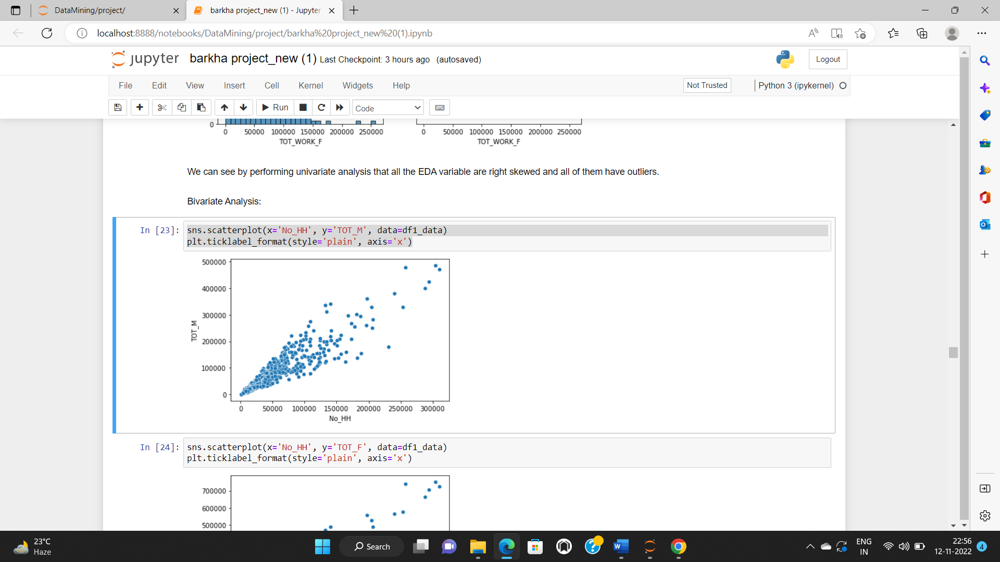 DataMining/project/
barkha project_new (1) - Jupyter
localhost:8888/notebooks/DataMining/project/barkha%20project_new%20(1).ipynb
jupyter barkha project_new (1) Last Checkpoint: 3 hours ago (autosaved)
Logout
File Edit View Insert Cell Kernel Widgets Help
Not Trusted Python 3 (ipykernel)
Run Code
0
0 50000 100000 150000 200000 250000
TOT_WORK_F
0 50000 100000 150000 200000 250000
TOT_WORK_F
We can see by performing univariate analysis that all the EDA variable are right skewed and all of them have outliers.
Bivariate Analysis:
In [23]: sns.scatterplot(x='No_HH', y='TOT_M', data=df1_data)
plt.ticklabel_format(style='plain', axis='x')
500000
400000
300000
200000
100000
0
TOT_M
0 50000 100000 150000 200000 250000 300000
No_HH
In [24]: sns.scatterplot(x='No_HH', y='TOT_F', data=df1_data)
plt.ticklabel_format(style='plain', axis='x')
700000
600000
500000
23°C
Haze
Search
ENG
IN
22:56
12-11-2022
4